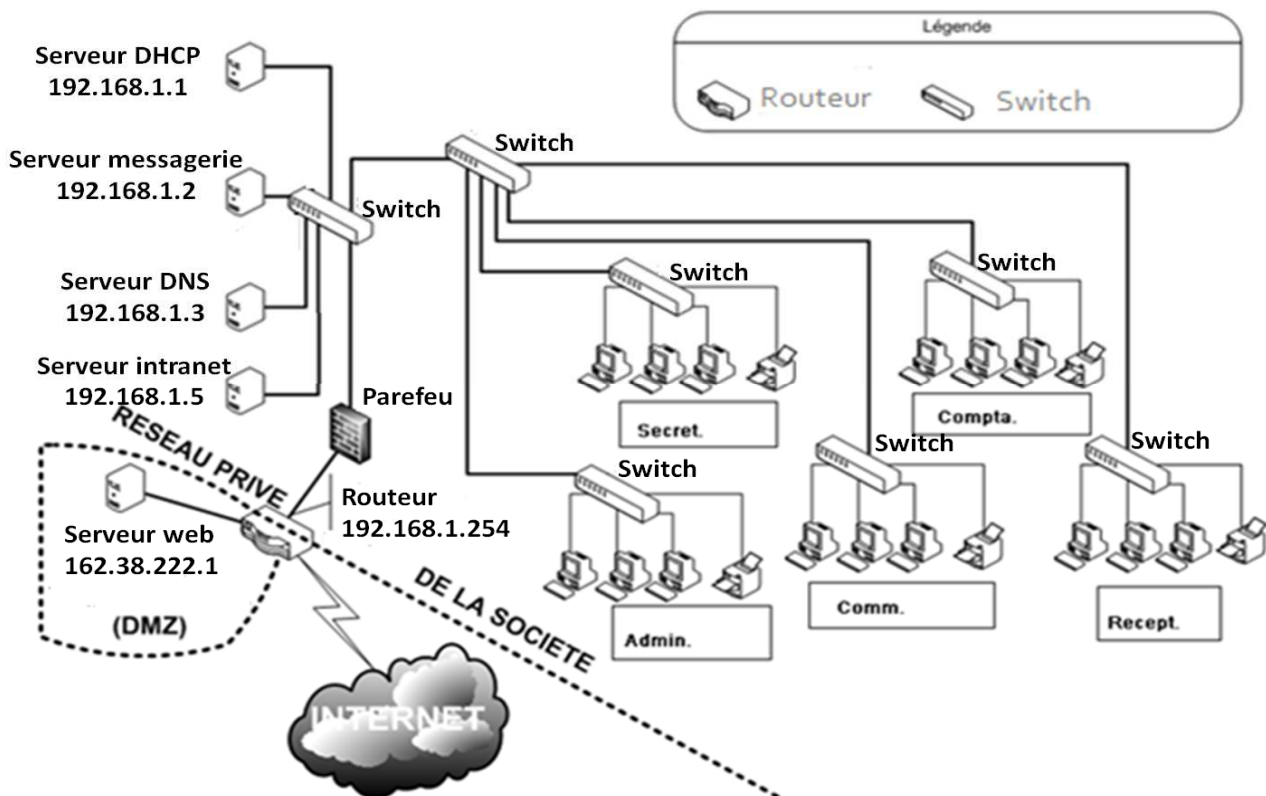 Légende
Routeur
Switch
Serveur DHCP
192.168.1.1
Serveur messagerie
192.168.1.2
Serveur DNS
192.168.1.3
Serveur intranet
192.168.1.5
Switch
Switch
Switch
Switch
Secret.
Compta.
Parefeu
RESEAU PRIVE
DE LA SOCIETE
Routeur
192.168.1.254
Serveur web
162.38.222.1
(DMZ)
Switch
Switch
Switch
Admin.
Comm.
Recept.
INTERNET